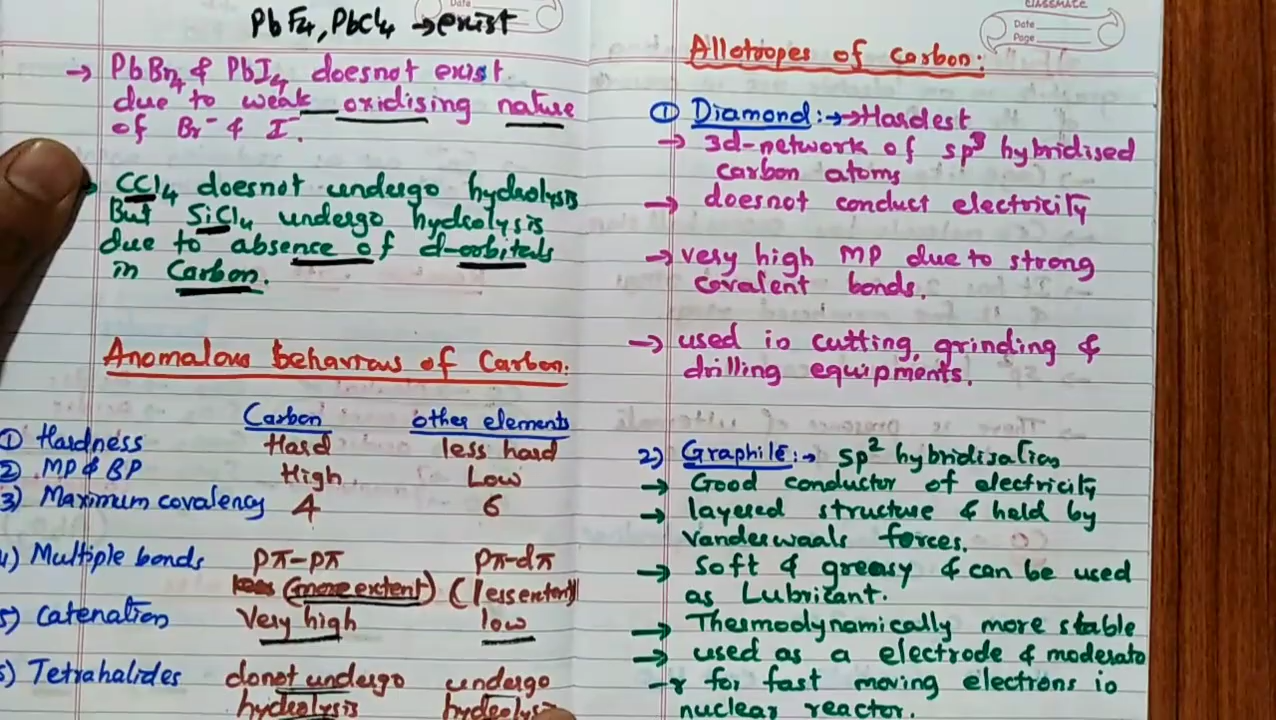 PbF4, PbCl4 → exist
→ PbBr4 & PbI4 doesnot exist
due to weak oxidising nature
of Br- & I-.
CCl4 doesnot undergo hydrolysis
But SiCl4 undergo hydrolysis
due to absence of d-orbitals
in Carbon.
Anomalous behaviour of Carbon.
Carbon other elements
① Hardness Hard less hard
② MP & BP High Low
3) Maximum covalency 4 6
4) Multiple bonds pπ-pπ pπ-dπ
(more extent) (less extent)
5) Catenation Very high low
6) Tetrahalides donot undergo undergo
hydrolysis hydrolysis
CLASSMATE
Date
Page
Allotropes of Carbon:
① Diamond:→→Hardest
→ 3d-network of sp3 hybridised
carbon atoms
→ doesnot conduct electricity
→ very high MP due to strong
covalent bonds.
→ used in cutting, grinding &
drilling equipments.
2) Graphite:→ sp2 hybridisation
→ Good conductor of electricity
→ layered structure & held by
Vanderwaals forces.
→ Soft & greasy & can be used
as Lubricant.
→ Thermodynamically more stable
→ used as a electrode & moderato
-r for fast moving electrons in
nuclear reactor.